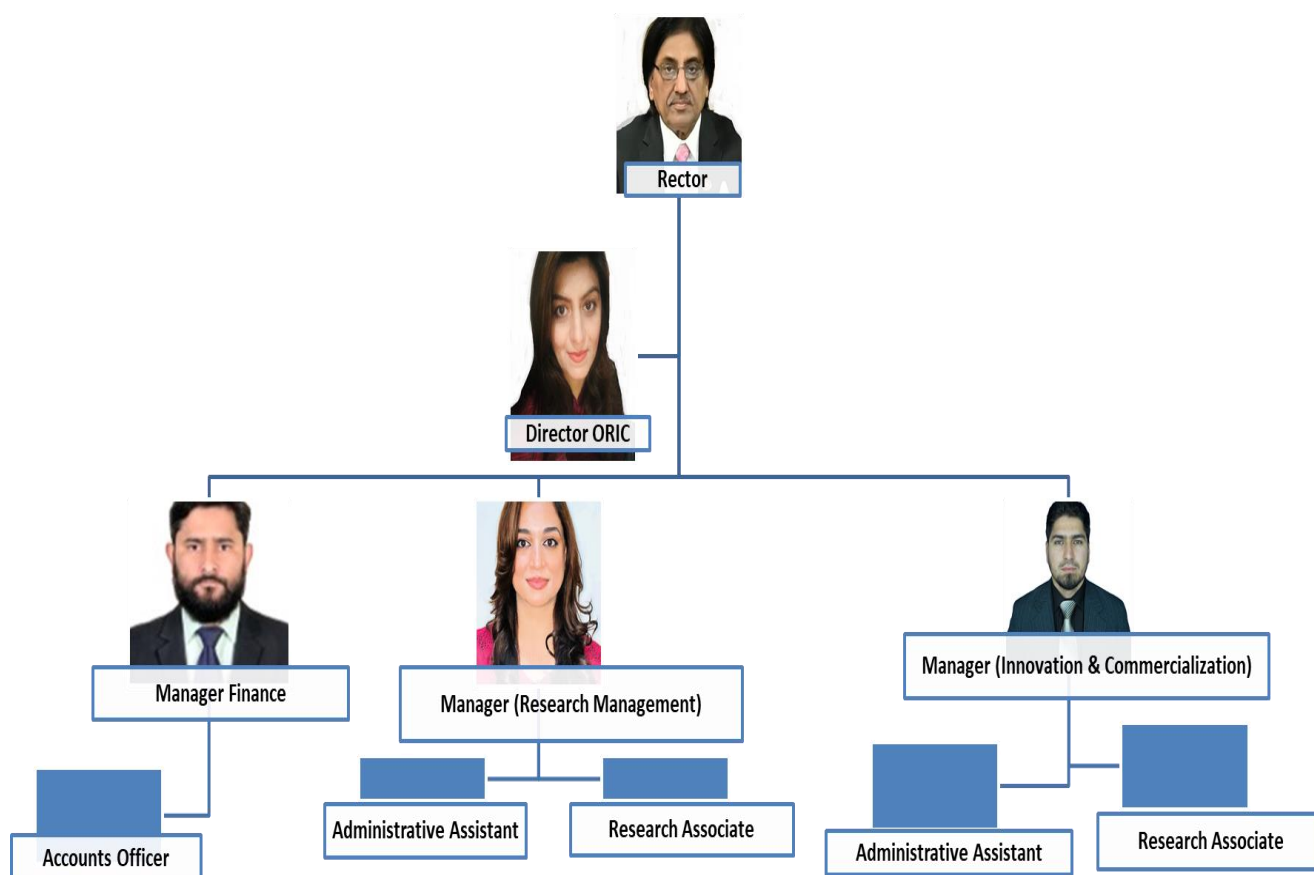 Rector
Director ORIC
Manager Finance
Manager (Research Management)
Manager (Innovation & Commercialization)
Accounts Officer
Administrative Assistant
Research Associate
Administrative Assistant
Research Associate